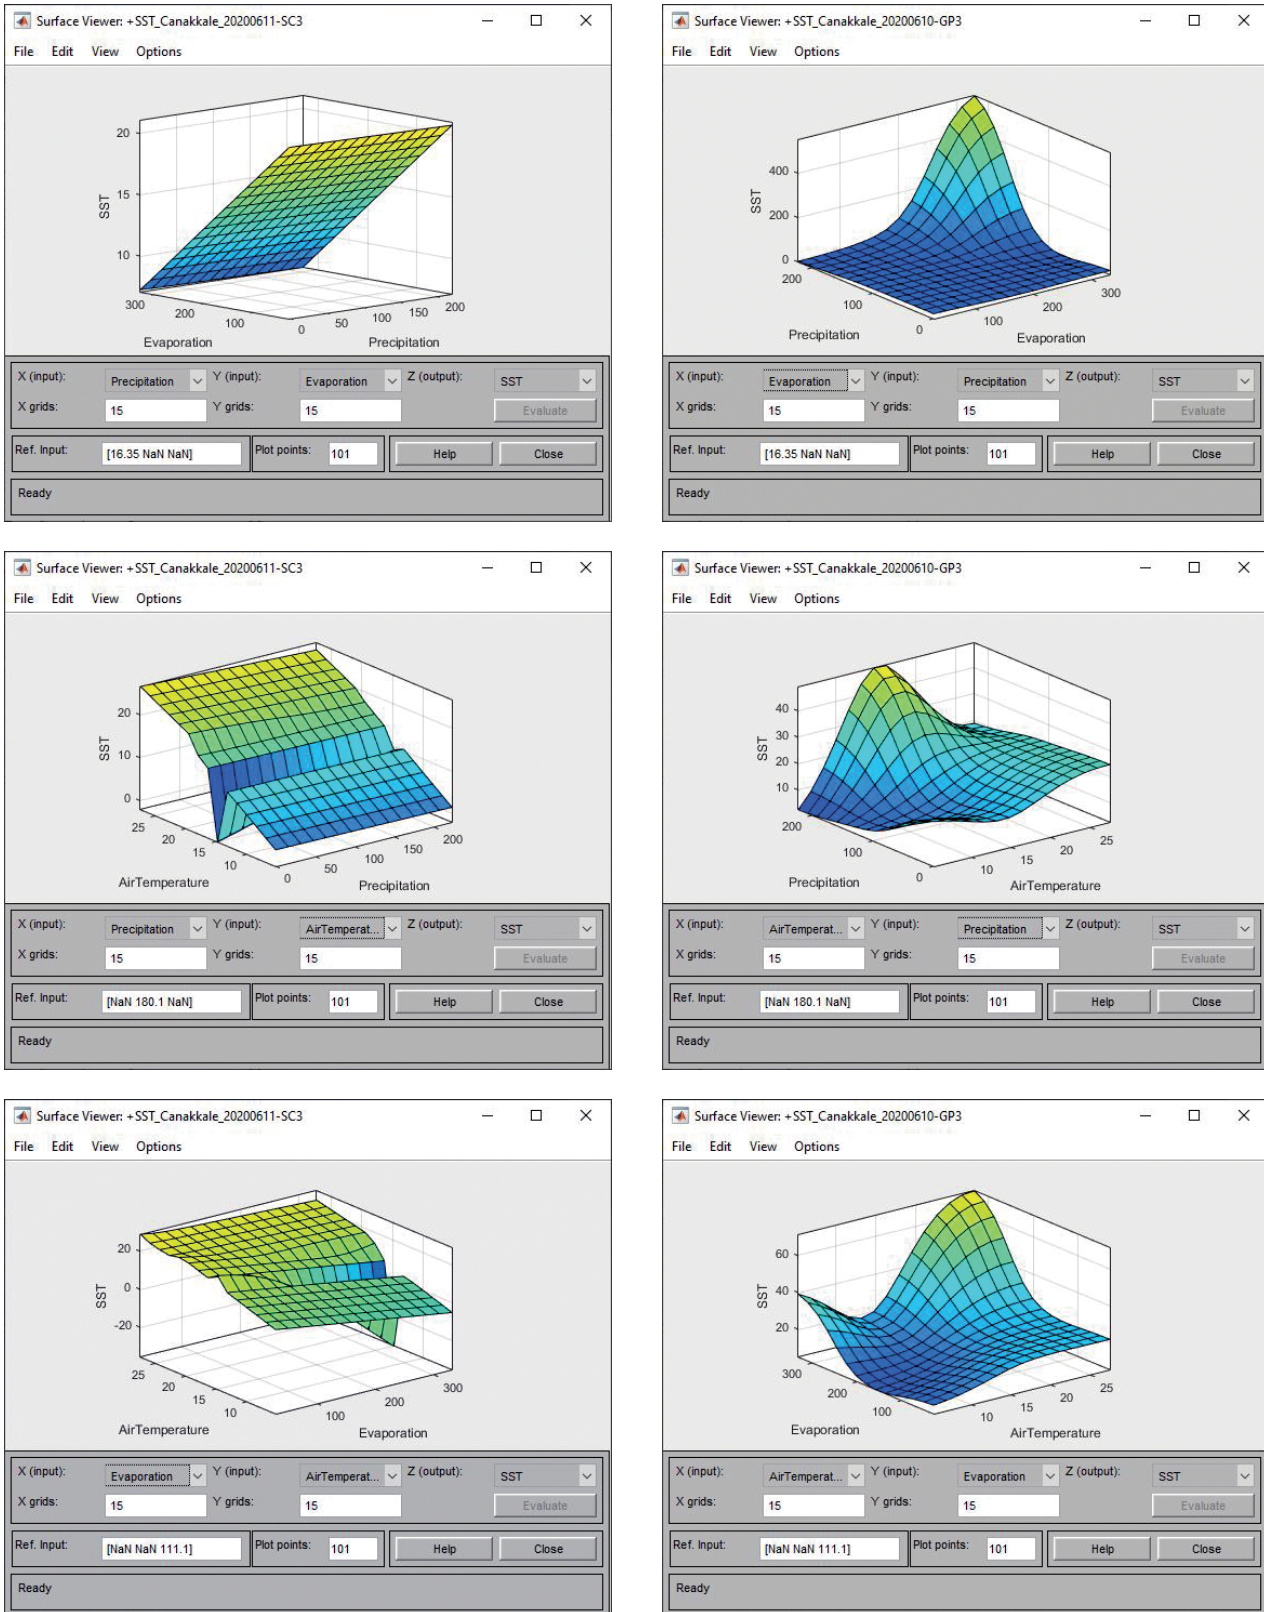 Surface Viewer: +SST_Canakkale_20200611-SC3
File Edit View Options
20
15
10
SST
300
200
100
Evaporation
0
50
100
150
200
Precipitation
X (input): Precipitation Y (input): Evaporation Z (output): SST
X grids: 15 Y grids: 15 Evaluate
Ref. Input: [16.35 NaN NaN] Plot points: 101 Help Close
Ready
Surface Viewer: +SST_Canakkale_20200610-GP3
File Edit View Options
400
200
0
SST
200
100
0
Precipitation
100
200
300
Evaporation
X (input): Evaporation Y (input): Precipitation Z (output): SST
X grids: 15 Y grids: 15 Evaluate
Ref. Input: [16.35 NaN NaN] Plot points: 101 Help Close
Ready
Surface Viewer: +SST_Canakkale_20200611-SC3
File Edit View Options
20
10
0
SST
25
20
15
10
AirTemperature
0
50
100
150
200
Precipitation
X (input): Precipitation Y (input): AirTemperat... Z (output): SST
X grids: 15 Y grids: 15 Evaluate
Ref. Input: [NaN 180.1 NaN] Plot points: 101 Help Close
Ready
Surface Viewer: +SST_Canakkale_20200610-GP3
File Edit View Options
40
30
20
10
SST
200
100
0
Precipitation
10
15
20
25
AirTemperature
X (input): AirTemperat... Y (input): Precipitation Z (output): SST
X grids: 15 Y grids: 15 Evaluate
Ref. Input: [NaN 180.1 NaN] Plot points: 101 Help Close
Ready
Surface Viewer: +SST_Canakkale_20200611-SC3
File Edit View Options
20
0
-20
SST
25
20
15
10
AirTemperature
100
200
300
Evaporation
X (input): Evaporation Y (input): AirTemperat... Z (output): SST
X grids: 15 Y grids: 15 Evaluate
Ref. Input: [NaN NaN 111.1] Plot points: 101 Help Close
Ready
Surface Viewer: +SST_Canakkale_20200610-GP3
File Edit View Options
60
40
20
SST
300
200
100
Evaporation
10
15
20
25
AirTemperature
X (input): AirTemperat... Y (input): Evaporation Z (output): SST
X grids: 15 Y grids: 15 Evaluate
Ref. Input: [NaN NaN 111.1] Plot points: 101 Help Close
Ready